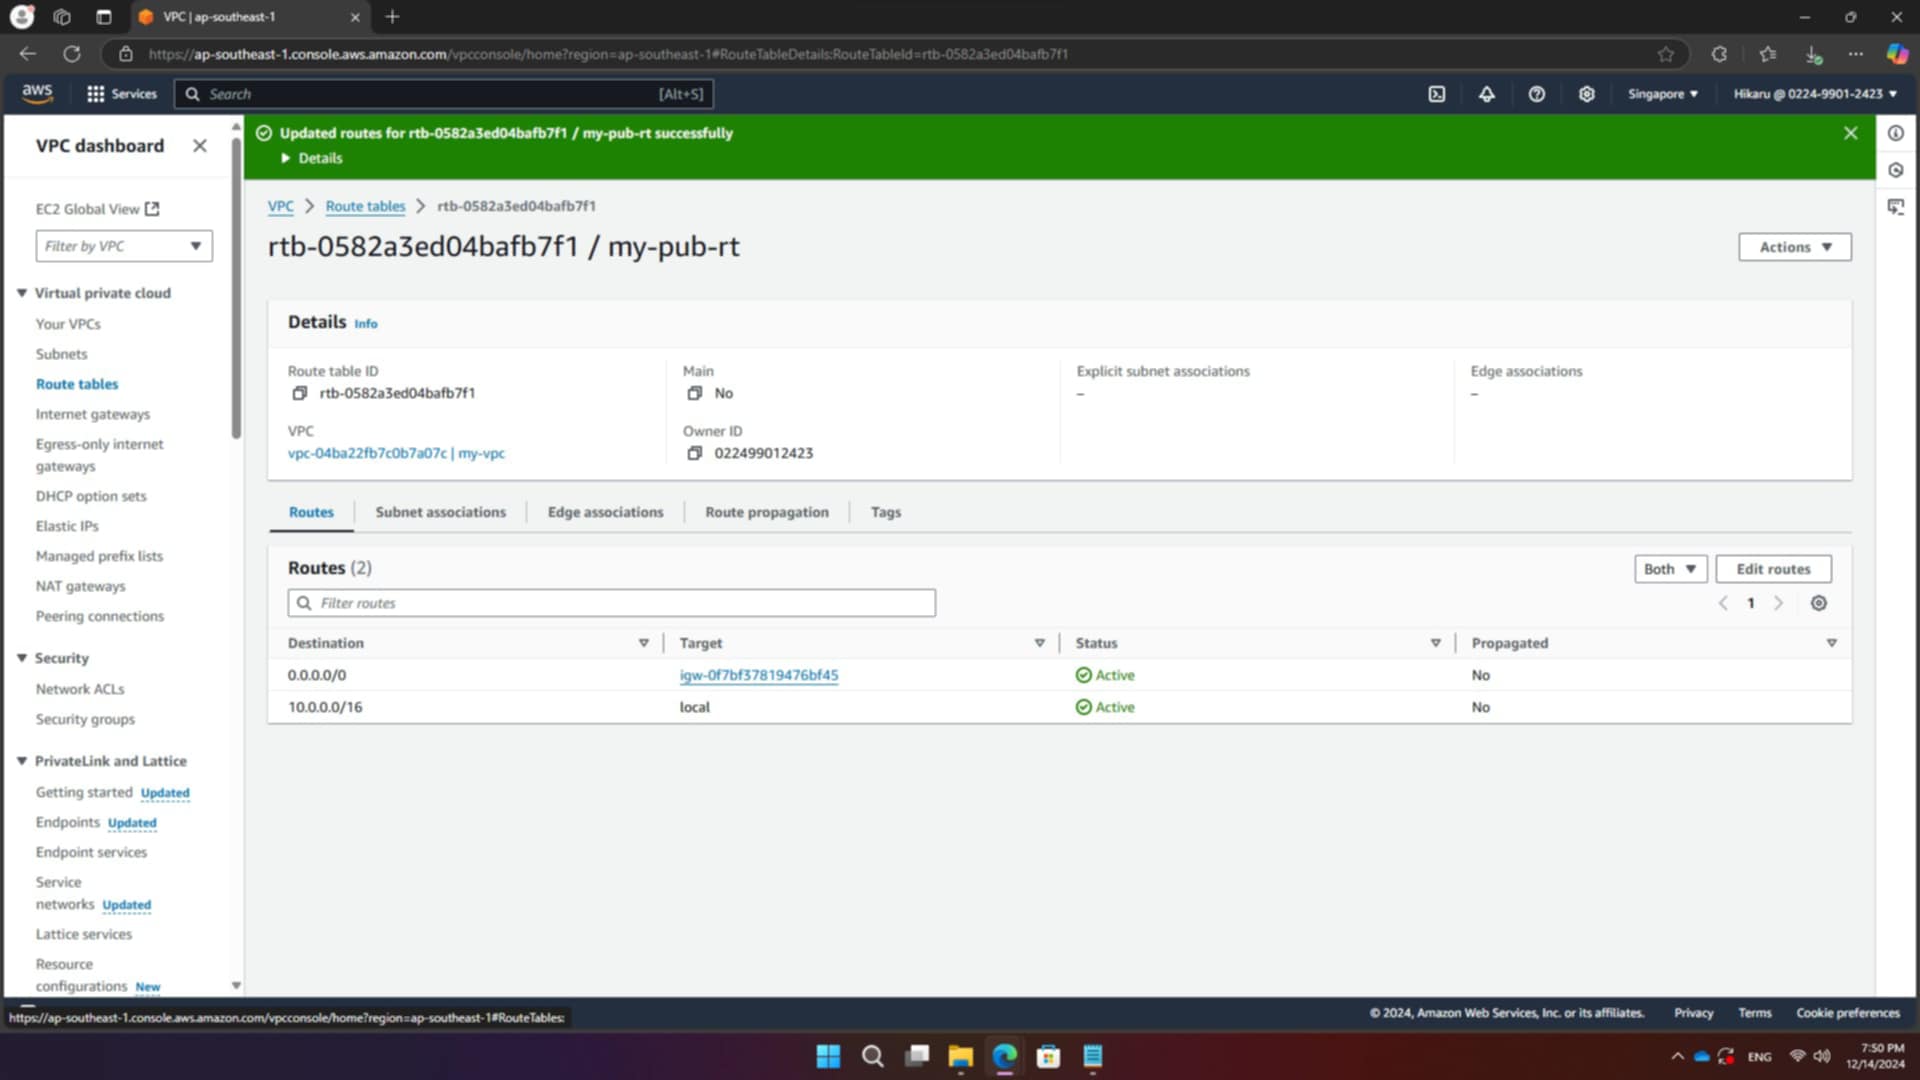 VPC | ap-southeast-1
https://ap-southeast-1.console.aws.amazon.com/vpcconsole/home?region=ap-southeast-1#RouteTableDetails:RouteTableId=rtb-0582a3ed04bafb7f1
aws
Services
Search
[Alt+S]
Singapore
Hikaru @ 0224-9901-2423
VPC dashboard
EC2 Global View
Filter by VPC
Virtual private cloud
Your VPCs
Subnets
Route tables
Internet gateways
Egress-only internet
gateways
DHCP option sets
Elastic IPs
Managed prefix lists
NAT gateways
Peering connections
Security
Network ACLs
Security groups
PrivateLink and Lattice
Getting started Updated
Endpoints Updated
Endpoint services
Service
networks Updated
Lattice services
Resource
configurations New
Updated routes for rtb-0582a3ed04bafb7f1 / my-pub-rt successfully
Details
VPC
Route tables
rtb-0582a3ed04bafb7f1
rtb-0582a3ed04bafb7f1 / my-pub-rt
Actions
Details Info
Route table ID
rtb-0582a3ed04bafb7f1
Main
No
Explicit subnet associations
–
Edge associations
–
VPC
vpc-04ba22fb7c0b7a07c | my-vpc
Owner ID
022499012423
Routes
Subnet associations
Edge associations
Route propagation
Tags
Routes (2)
Both
Edit routes
Filter routes
1
Destination Target Status Propagated
0.0.0.0/0 igw-0f7bf37819476bf45 Active No
10.0.0.0/16 local Active No
https://ap-southeast-1.console.aws.amazon.com/vpcconsole/home?region=ap-southeast-1#RouteTables:
© 2024, Amazon Web Services, Inc. or its affiliates.
Privacy
Terms
Cookie preferences
ENG
7:50 PM
12/14/2024